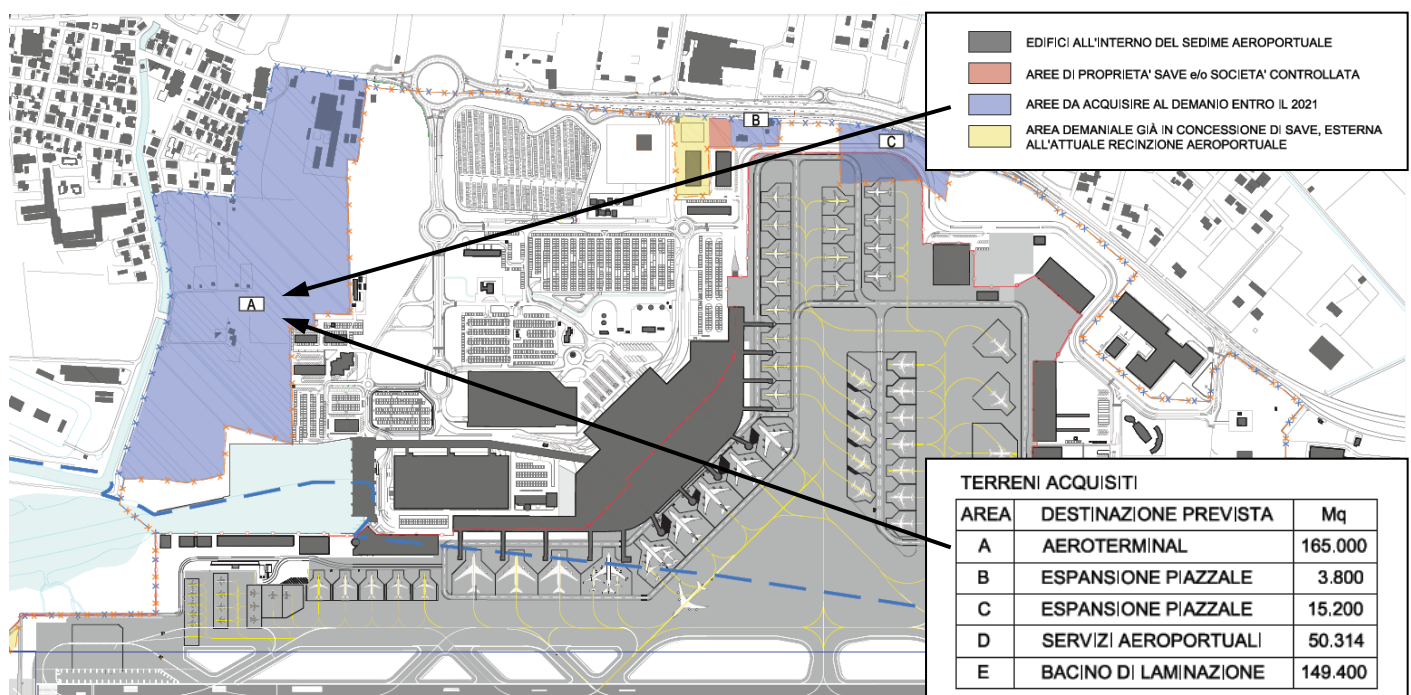 EDIFICI ALL'INTERNO DEL SEDIME AEROPORTUALE
AREE DI PROPRIETA' SAVE e/o SOCIETA' CONTROLLATA
AREE DA ACQUISIRE AL DEMANIO ENTRO IL 2021
AREA DEMANIALE GIÀ IN CONCESSIONE DI SAVE, ESTERNA
ALL'ATTUALE RECINZIONE AEROPORTUALE
B
C
A
TERRENI ACQUISITI
AREA DESTINAZIONE PREVISTA Mq
A AEROTERMINAL 165.000
B ESPANSIONE PIAZZALE 3.800
C ESPANSIONE PIAZZALE 15.200
D SERVIZI AEROPORTUALI 50.314
E BACINO DI LAMINAZIONE 149.400